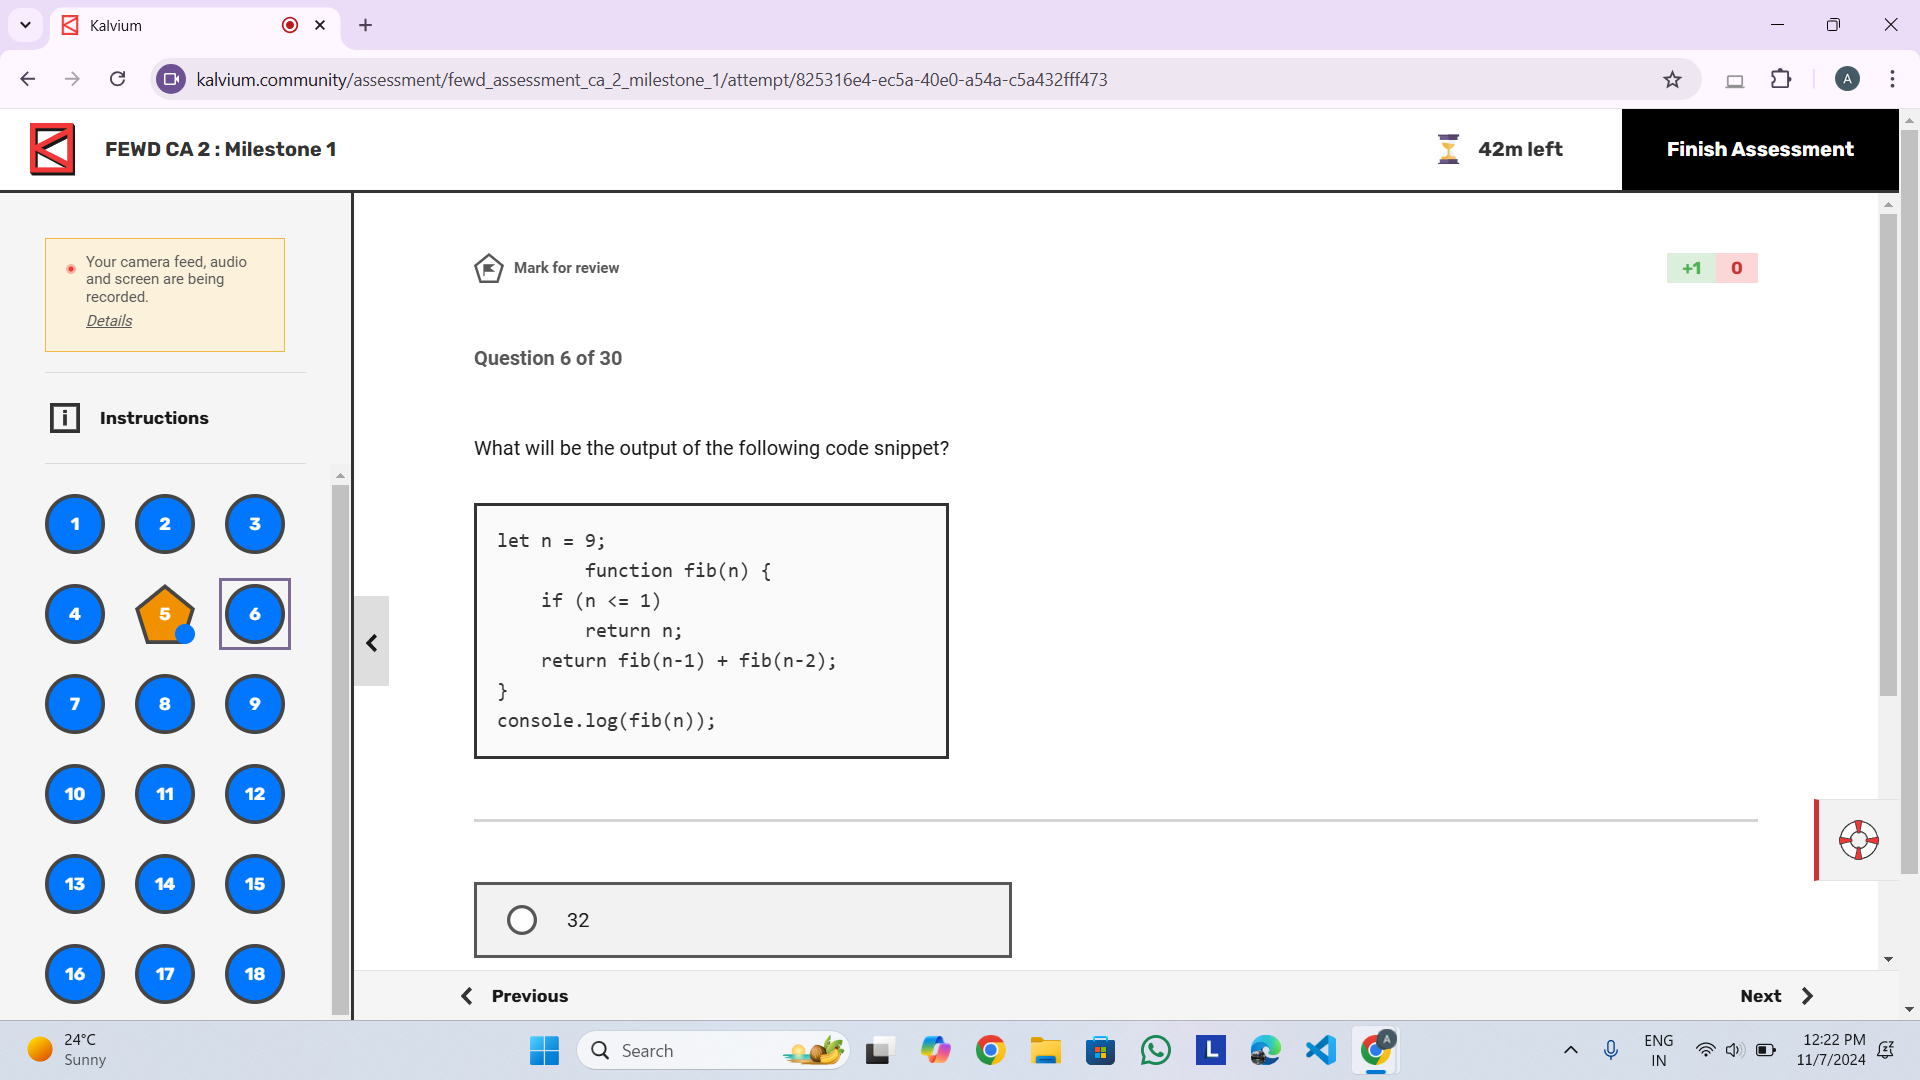 Kalvium
kalvium.community/assessment/fewd_assessment_ca_2_milestone_1/attempt/825316e4-ec5a-40e0-a54a-c5a432fff473
A
FEWD CA 2 : Milestone 1
42m left
Finish Assessment
Your camera feed, audio
and screen are being
recorded.
Details
Instructions
1 2 3
4 5 6
7 8 9
10 11 12
13 14 15
16 17 18
Mark for review
+1 0
Question 6 of 30
What will be the output of the following code snippet?
let n = 9;
        function fib(n) {
    if (n <= 1)
        return n;
    return fib(n-1) + fib(n-2);
}
console.log(fib(n));
32
Previous
Next
24°C
Sunny
Search
L
A
ENG
IN
12:22 PM
11/7/2024